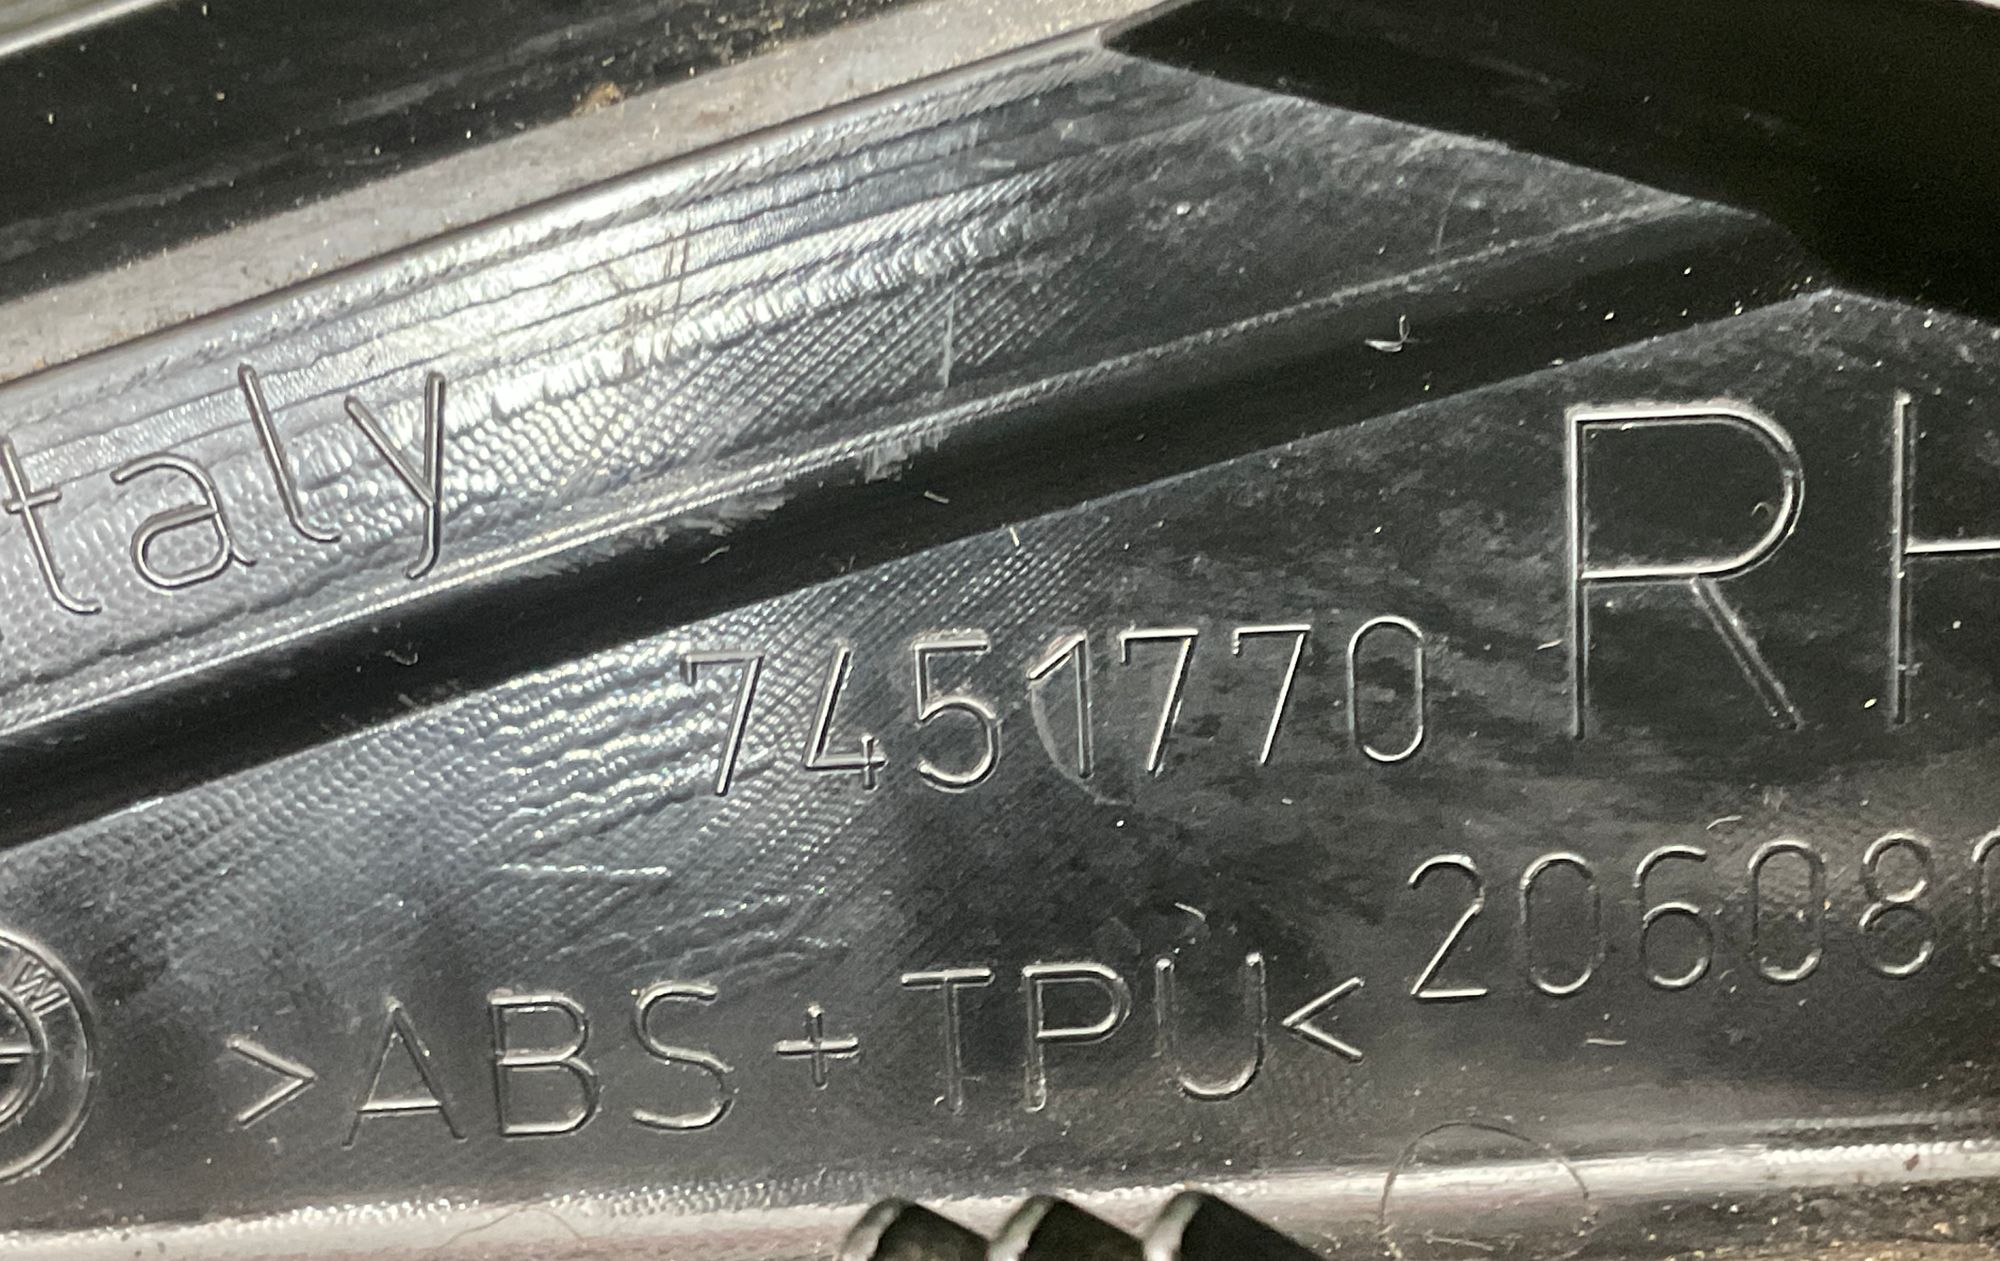 taly
7451770 RH
206080
>ABS+TPU<